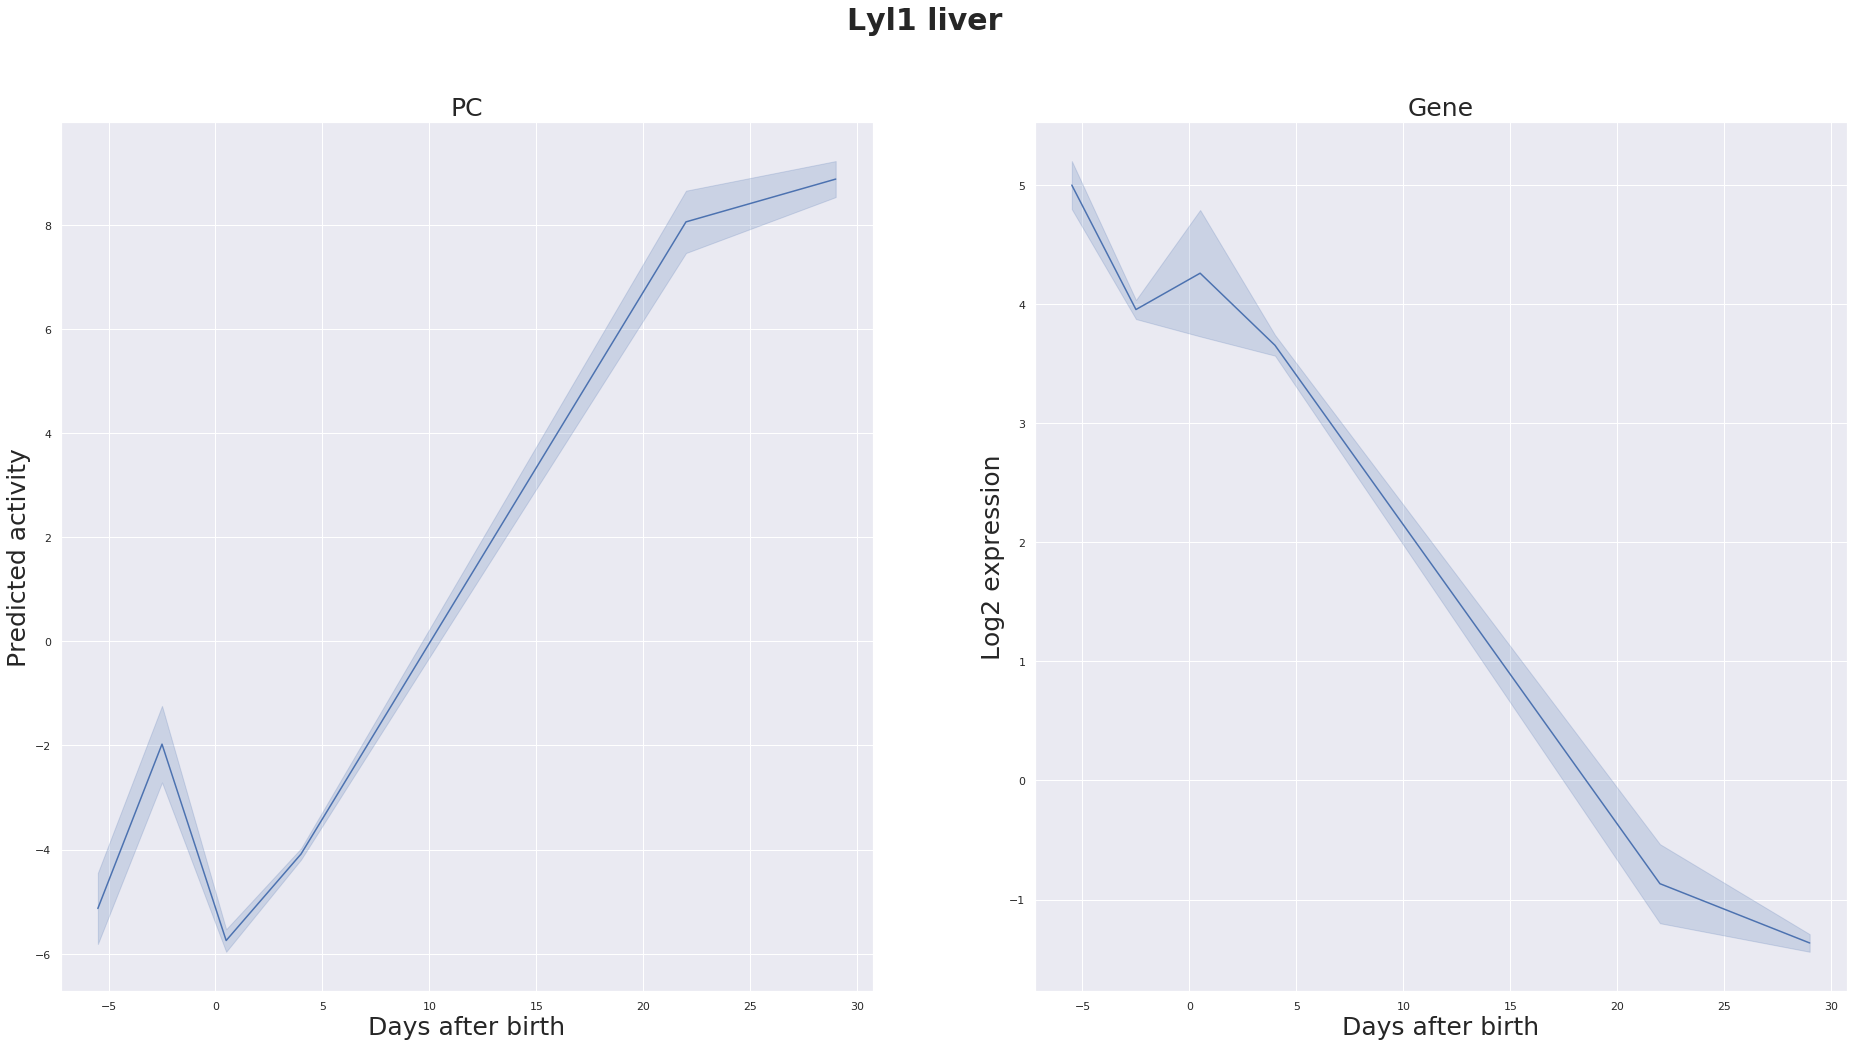 Lyl1 liver
PC
Predicted activity
8
6
4
2
0
−2
−4
−6
−5 0 5 10 15 20 25 30
Days after birth
Gene
Log2 expression
5
4
3
2
1
0
−1
−5 0 5 10 15 20 25 30
Days after birth